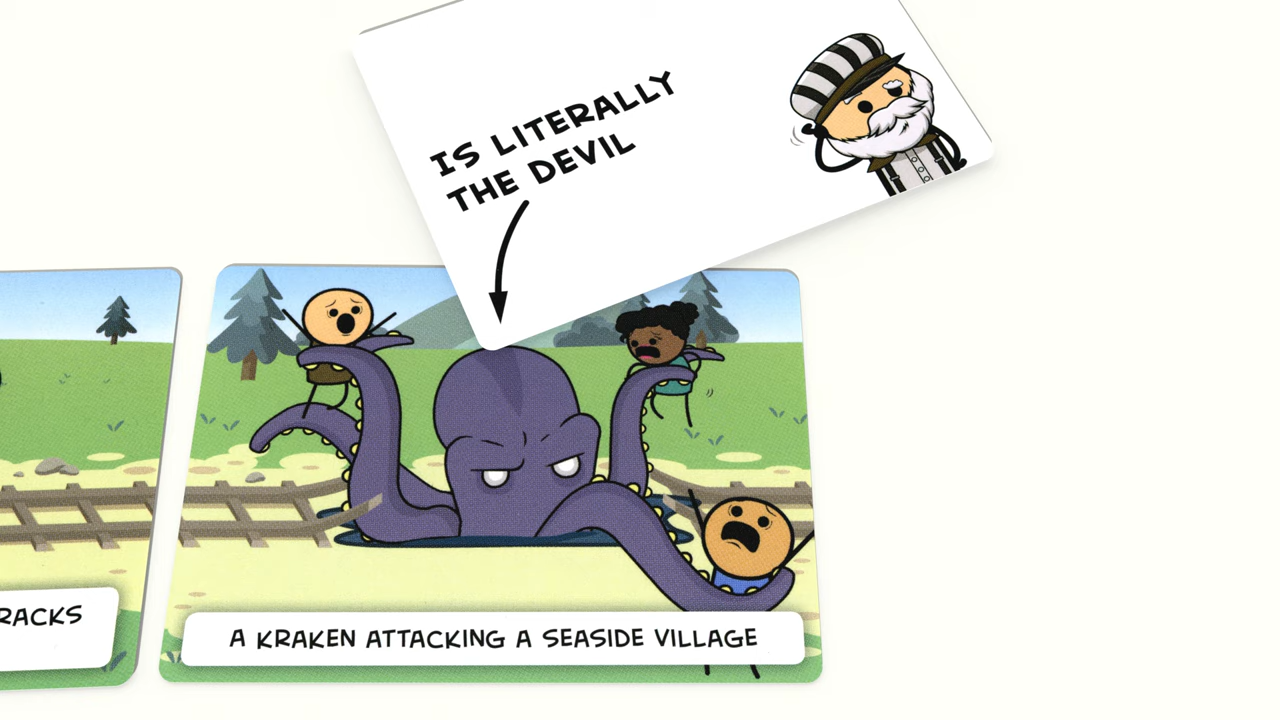 IS LITERALLY
THE DEVIL
RACKS
A KRAKEN ATTACKING A SEASIDE VILLAGE